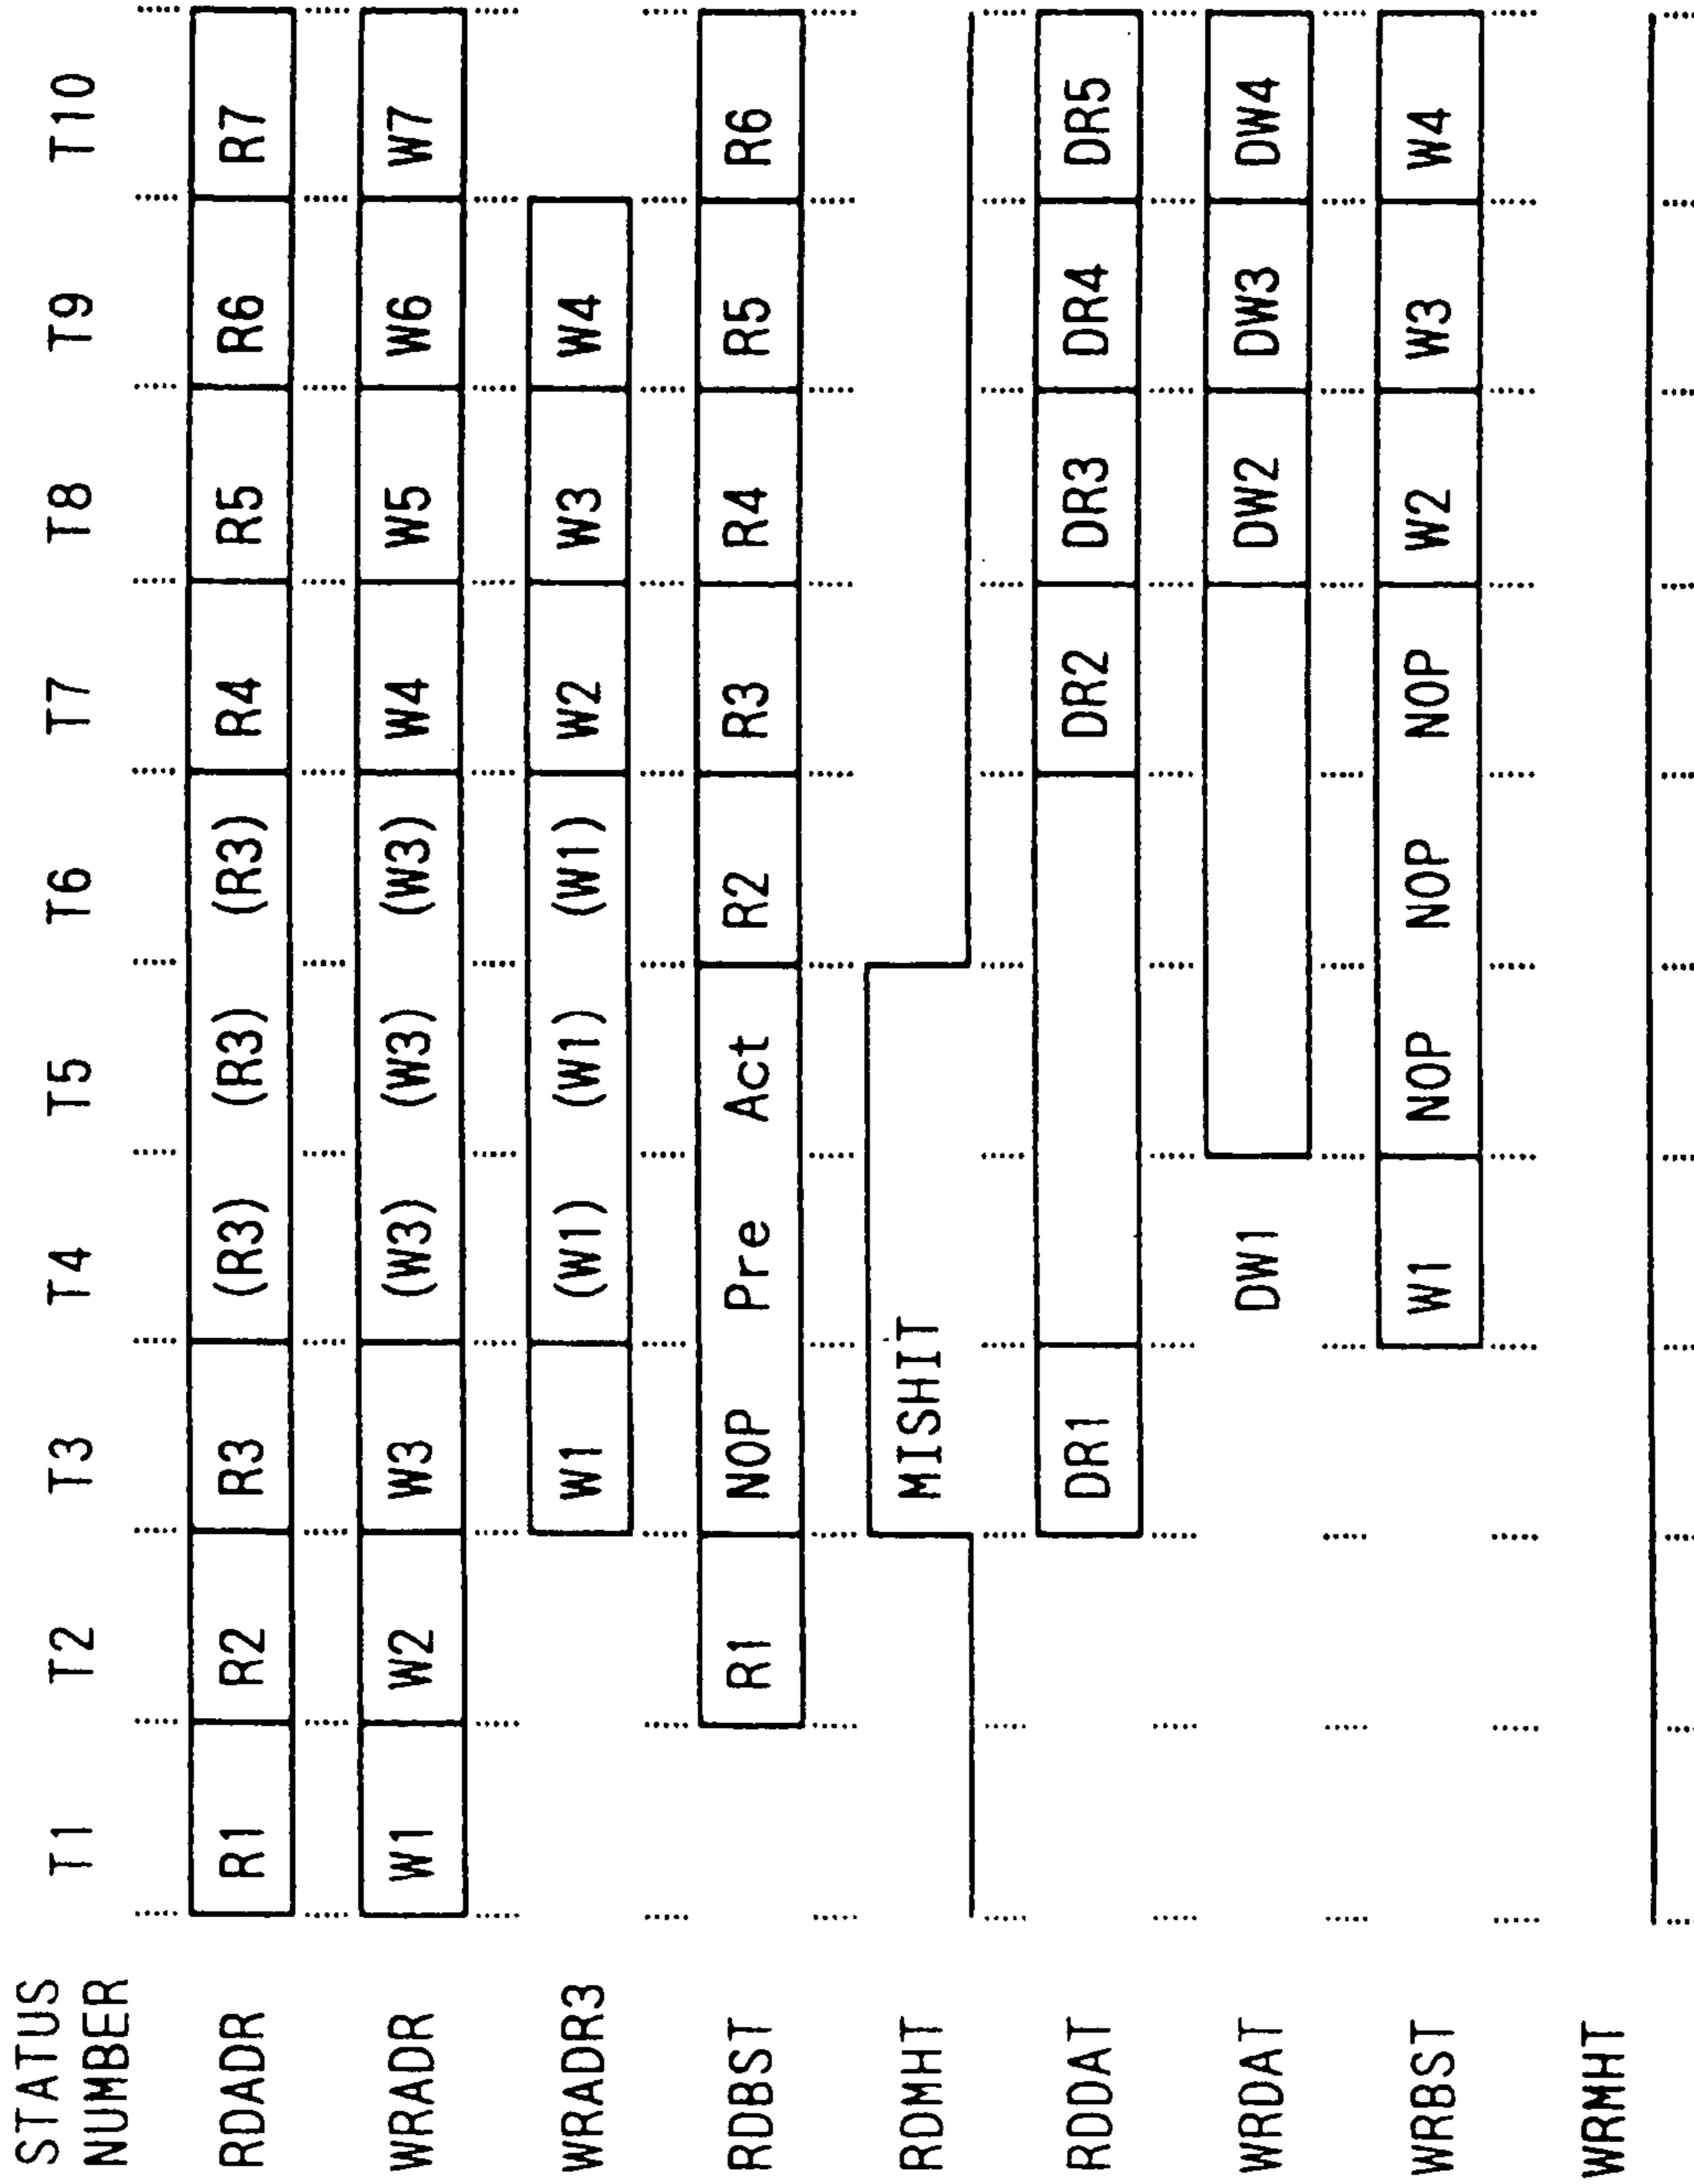 STATUS NUMBER T1 T2 T3 T4 T5 T6 T7 T8 T9 T10
RDADR R1 R2 R3 (R3) (R3) (R3) R4 R5 R6 R7
WRADR W1 W2 W3 (W3) (W3) (W3) W4 W5 W6 W7
WRADR3 W1 (W1) (W1) (W1) W2 W3 W4
RDBST R1 NOP Pre Act R2 R3 R4 R5 R6
RDMHT MISHIT
RDDAT DR1 DR2 DR3 DR4 DR5
WRDAT DW1 DW2 DW3 DW4
WRBST W1 NOP NOP NOP W2 W3 W4
WRMHT